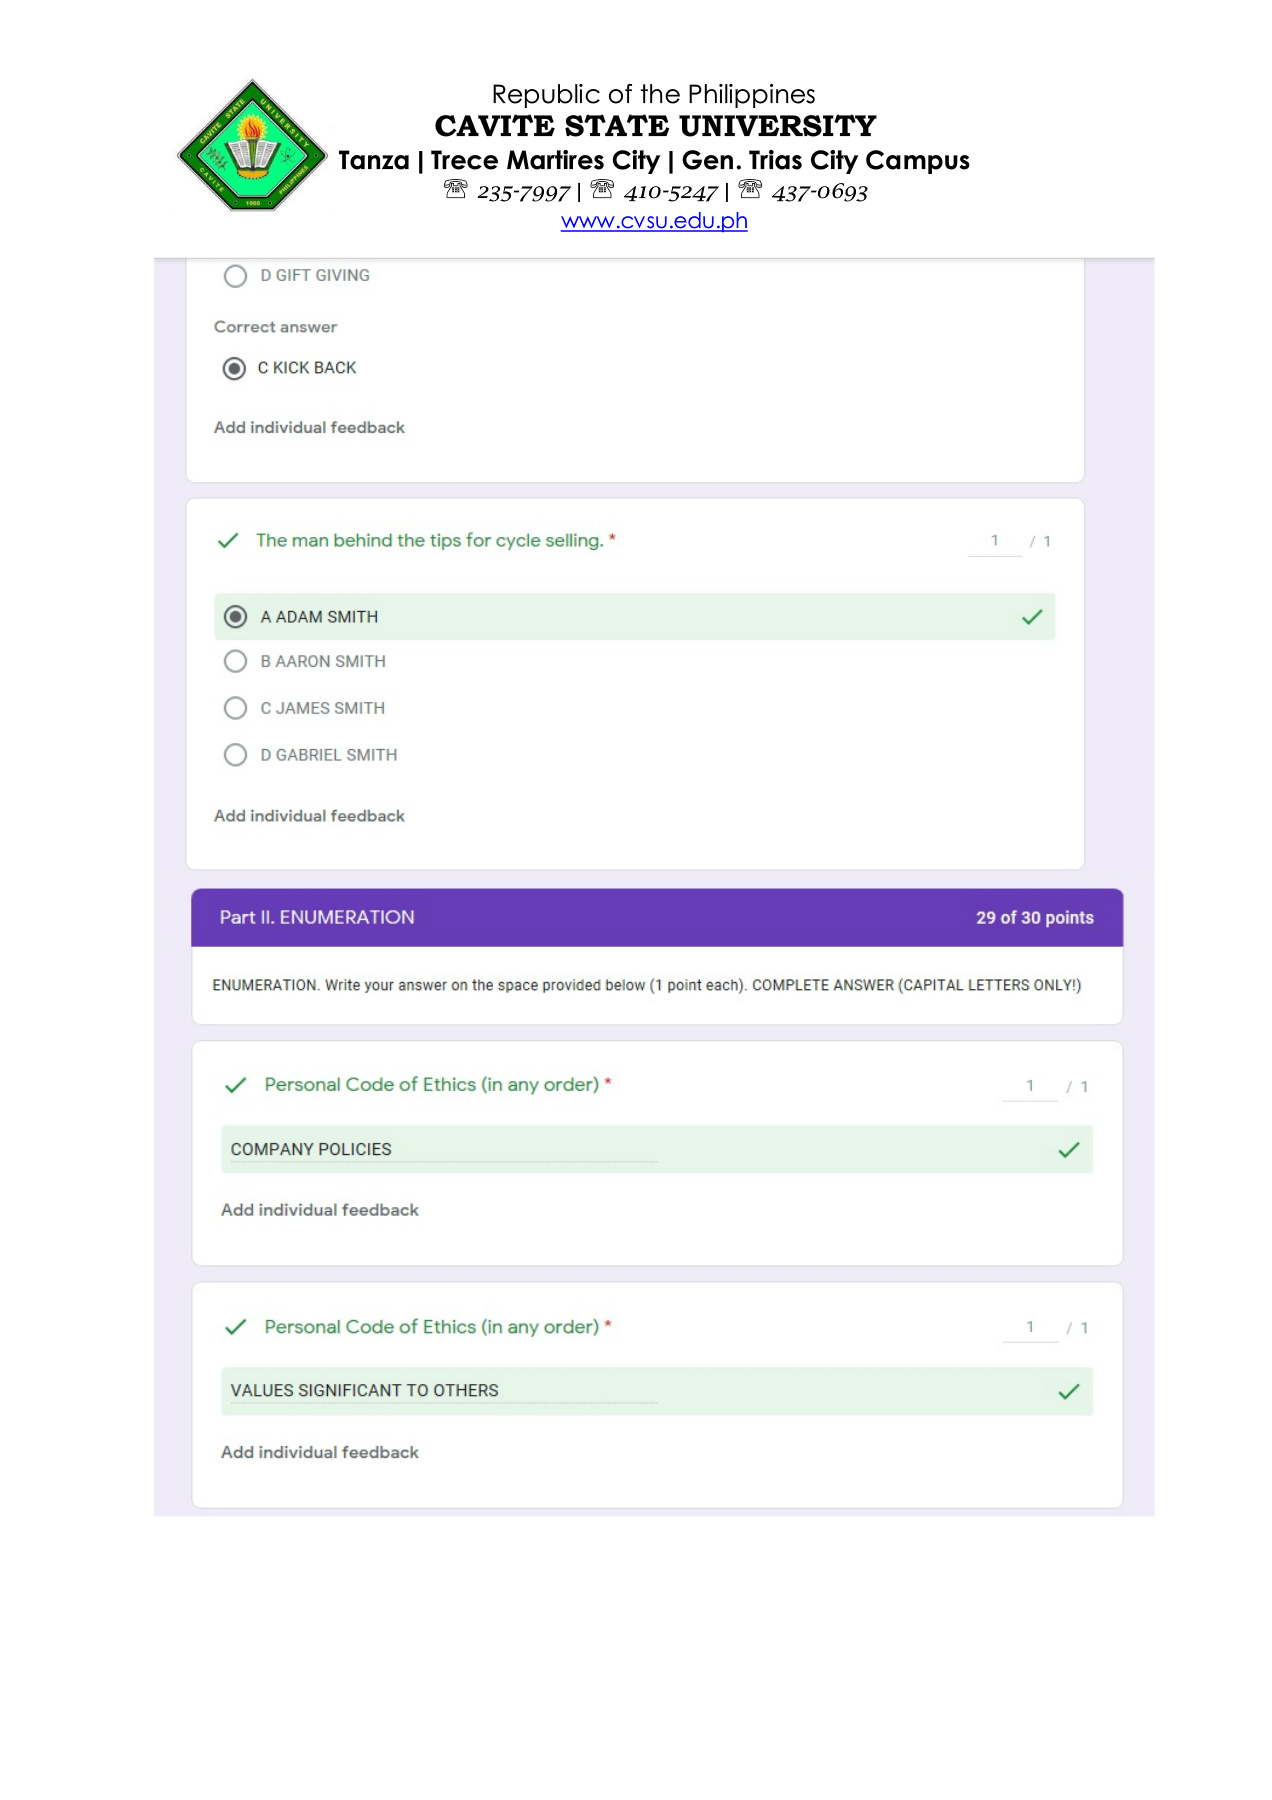 CAVITE STATE UNIVERSITY
CAVITE PHILIPPINES
1906
Republic of the Philippines
CAVITE STATE UNIVERSITY
Tanza | Trece Martires City | Gen. Trias City Campus
☏ 235-7997 | ☏ 410-5247 | ☏ 437-0693
www.cvsu.edu.ph
D GIFT GIVING
Correct answer
C KICK BACK
Add individual feedback
The man behind the tips for cycle selling. * 1 / 1
A ADAM SMITH
B AARON SMITH
C JAMES SMITH
D GABRIEL SMITH
Add individual feedback
Part II. ENUMERATION 29 of 30 points
ENUMERATION. Write your answer on the space provided below (1 point each). COMPLETE ANSWER (CAPITAL LETTERS ONLY!)
Personal Code of Ethics (in any order) * 1 / 1
COMPANY POLICIES
Add individual feedback
Personal Code of Ethics (in any order) * 1 / 1
VALUES SIGNIFICANT TO OTHERS
Add individual feedback